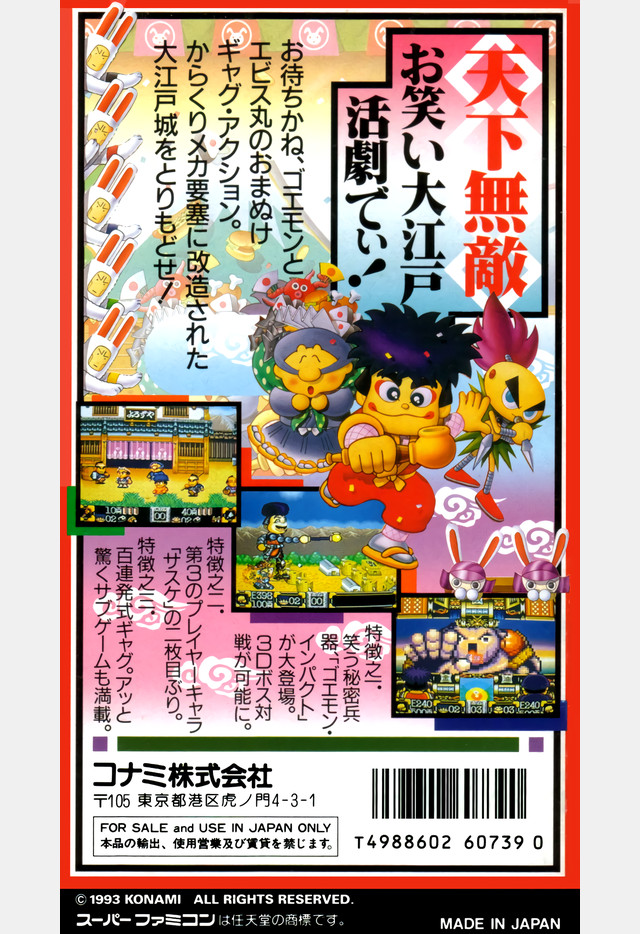 天下無敵
お笑い大江戸
活劇でぃ!
お待ちかね、ゴエモンと
エビス丸のおまぬけ
ギャグ・アクション。
からくりメカ要塞に改造された
大江戸城をとりもどせ!
よろずや
特徴之一.
笑う秘密兵
器、「ゴエモン・
インパクト」
が大登場。
3Dボス対
戦が可能に。
特徴之二.
第3のプレイヤーキャラ
「サスケ」の二枚目ぶり。
特徴之三.
百連発式ギャグ。アッと
驚くサブゲームも満載。
コナミ株式会社
〒105 東京都港区虎ノ門4-3-1
FOR SALE and USE IN JAPAN ONLY
本品の輸出、使用営業及び賃貸を禁じます。
T4988602 60739 0
©1993 KONAMI ALL RIGHTS RESERVED.
スーパーファミコンは任天堂の商標です。
MADE IN JAPAN